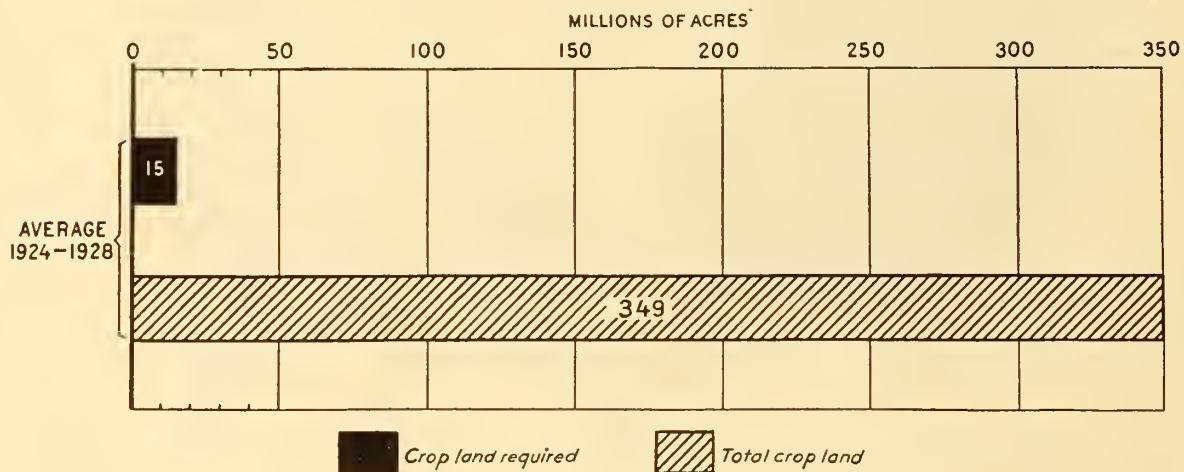 MILLIONS OF ACRES
0 50 100 150 200 250 300 350
15
AVERAGE
1924–1928
349
Crop land required Total crop land